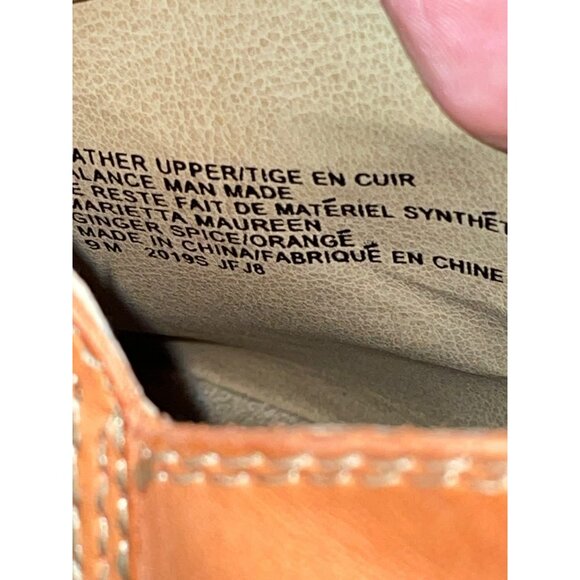 ATHER UPPER/TIGE EN CUIR
ALANCE MAN MADE
E RESTE FAIT DE MATÉRIEL SYNTHÉT
MARIETTA MAUREEN
GINGER SPICE/ORANGÉ
MADE IN CHINA/FABRIQUÉ EN CHINE
9 M 2019S JFJ8